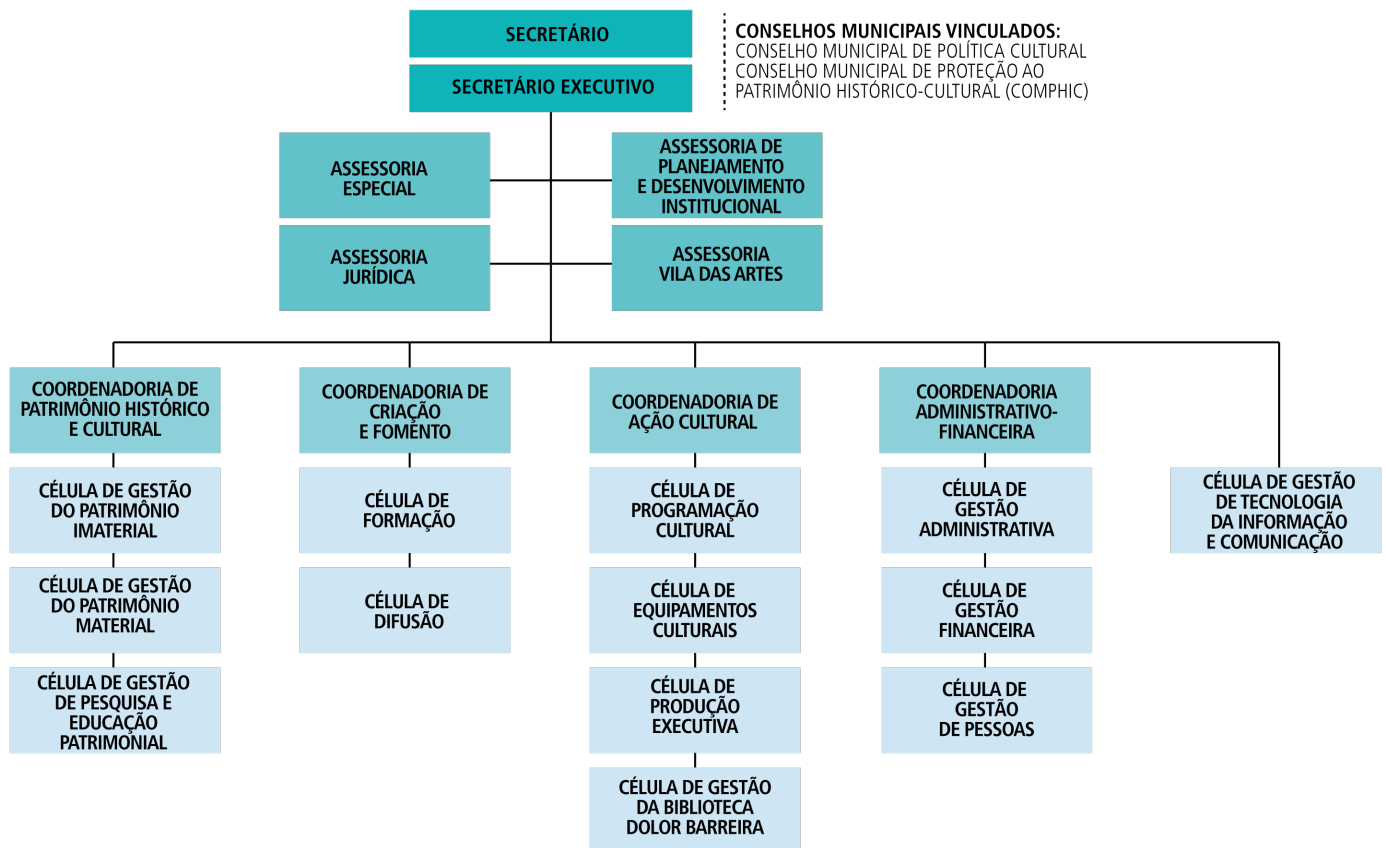 SECRETÁRIO
SECRETÁRIO EXECUTIVO
CONSELHOS MUNICIPAIS VINCULADOS:
CONSELHO MUNICIPAL DE POLÍTICA CULTURAL
CONSELHO MUNICIPAL DE PROTEÇÃO AO
PATRIMÔNIO HISTÓRICO-CULTURAL (COMPHIC)
ASSESSORIA
ESPECIAL
ASSESSORIA DE
PLANEJAMENTO
E DESENVOLVIMENTO
INSTITUCIONAL
ASSESSORIA
JURÍDICA
ASSESSORIA
VILA DAS ARTES
COORDENADORIA DE
PATRIMÔNIO HISTÓRICO
E CULTURAL
CÉLULA DE GESTÃO
DO PATRIMÔNIO
IMATERIAL
CÉLULA DE GESTÃO
DO PATRIMÔNIO
MATERIAL
CÉLULA DE GESTÃO
DE PESQUISA E
EDUCAÇÃO
PATRIMONIAL
COORDENADORIA DE
CRIAÇÃO
E FOMENTO
CÉLULA DE
FORMAÇÃO
CÉLULA DE
DIFUSÃO
COORDENADORIA DE
AÇÃO CULTURAL
CÉLULA DE
PROGRAMAÇÃO
CULTURAL
CÉLULA DE
EQUIPAMENTOS
CULTURAIS
CÉLULA DE
PRODUÇÃO
EXECUTIVA
CÉLULA DE GESTÃO
DA BIBLIOTECA
DOLOR BARREIRA
COORDENADORIA
ADMINISTRATIVO-
FINANCEIRA
CÉLULA DE
GESTÃO
ADMINISTRATIVA
CÉLULA DE
GESTÃO
FINANCEIRA
CÉLULA DE
GESTÃO
DE PESSOAS
CÉLULA DE GESTÃO
DE TECNOLOGIA
DA INFORMAÇÃO
E COMUNICAÇÃO